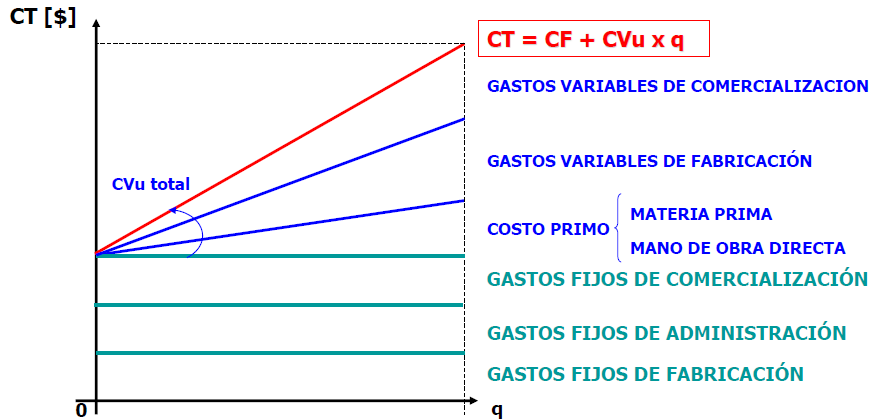 CT [$]
CT = CF + CVu x q
GASTOS VARIABLES DE COMERCIALIZACION
GASTOS VARIABLES DE FABRICACIÓN
CVu total
COSTO PRIMO
MATERIA PRIMA
MANO DE OBRA DIRECTA
GASTOS FIJOS DE COMERCIALIZACIÓN
GASTOS FIJOS DE ADMINISTRACIÓN
GASTOS FIJOS DE FABRICACIÓN
0
q